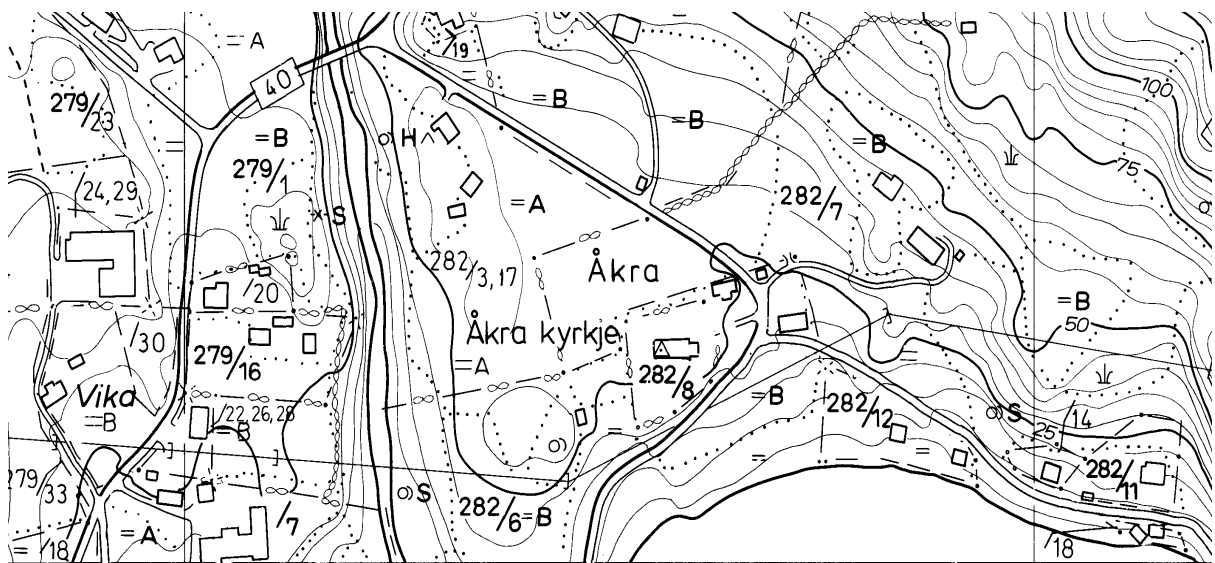 = A
/19
40
100
279/
23
= B
= B
= B
H
= B
75
279/1
/24, 29
282/7
= A
S
282/3, 17
Åkra
/20
= B
50
Åkra kyrkje
/30
279/16
= A
282/8
Vika
= B
282/12
= B
/22, 26, 28
B
S
25
/14
279/
33
282/11
S
282/6 = B
/7
= A
= /18
/18